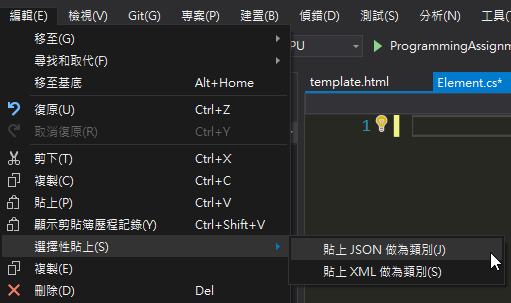 編輯(E) 檢視(V) Git(G) 專案(P) 建置(B) 偵錯(D) 測試(S) 分析(N) 工具(T
移至(G)
尋找和取代(F)
移至基底 Alt+Home
復原(U) Ctrl+Z
取消復原(R) Ctrl+Y
剪下(T) Ctrl+X
複製(C) Ctrl+C
貼上(P) Ctrl+V
顯示剪貼簿歷程記錄(Y) Ctrl+Shift+V
選擇性貼上(S)
複製(E)
刪除(D) Del
貼上 JSON 做為類別(J)
貼上 XML 做為類別(S)
PU ProgrammingAssignm
template.html Element.cs*
1